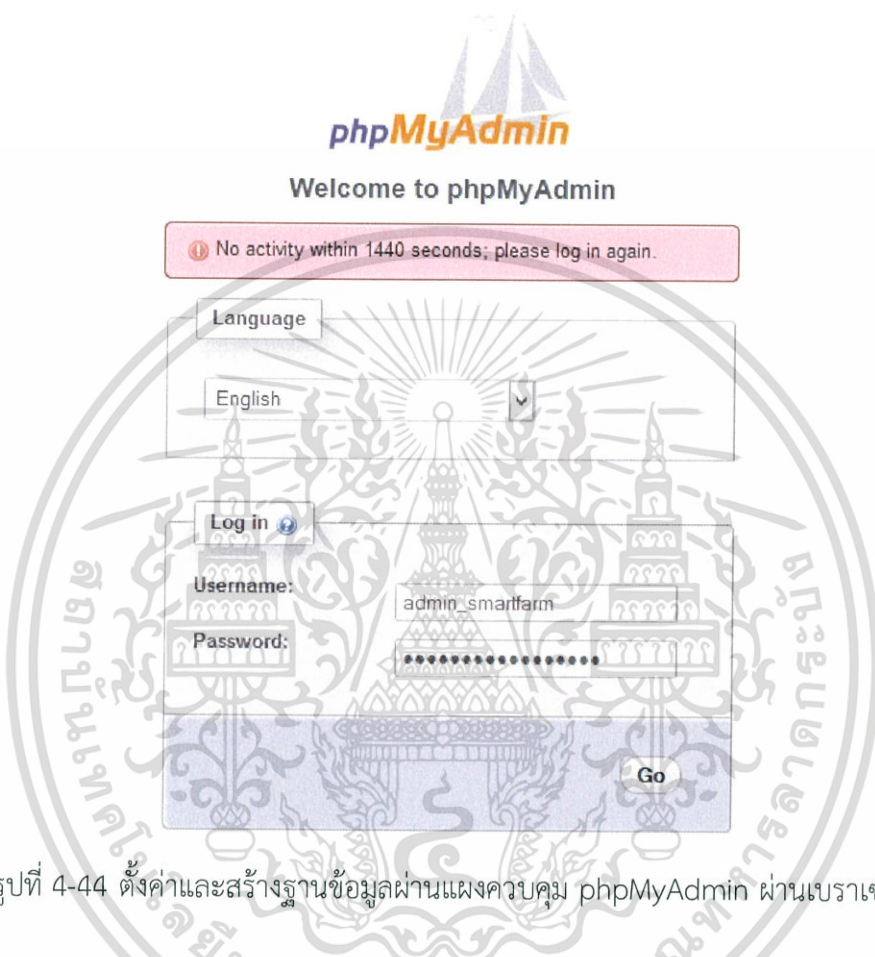 phpMyAdmin
Welcome to phpMyAdmin
No activity within 1440 seconds; please log in again.
Language
English
Log in
Username:
admin_smartfarm
Password:
Go
รูปที่ 4-44 ตั้งค่าและสร้างฐานข้อมูลผ่านแผงควบคุม phpMyAdmin ผ่านเบราเซ